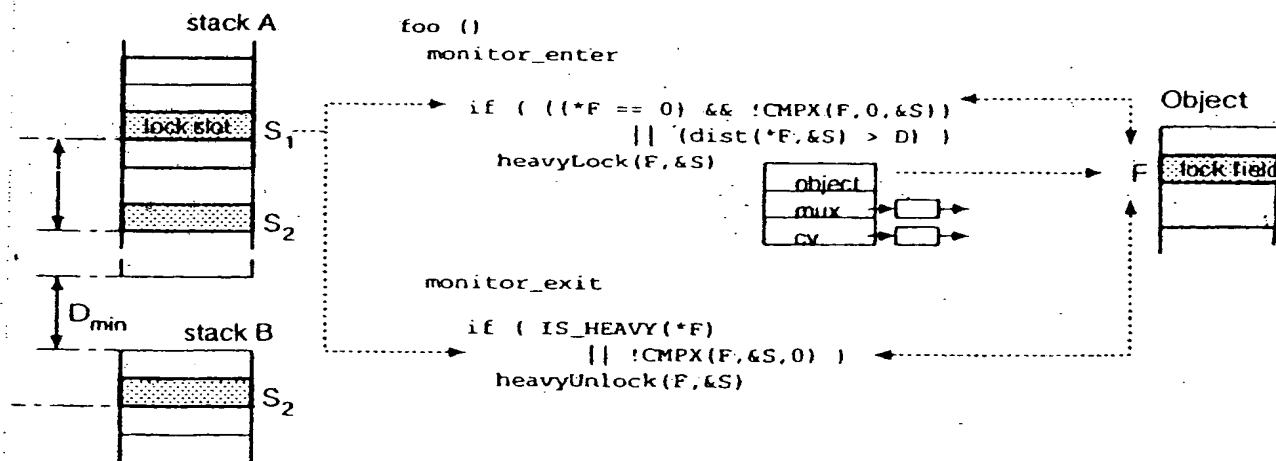 stack A
foo ()
monitor_enter
if ( ((*F == 0) && !CMPX(F,0,&S))
|| (dist(*F,&S) > D) )
heavyLock(F,&S)
lock slot
S1
S2
Object
F
lock field
object
mux
cv
monitor_exit
if ( IS_HEAVY(*F)
|| !CMPX(F,&S,0) )
heavyUnlock(F,&S)
Dmin
stack B
S2